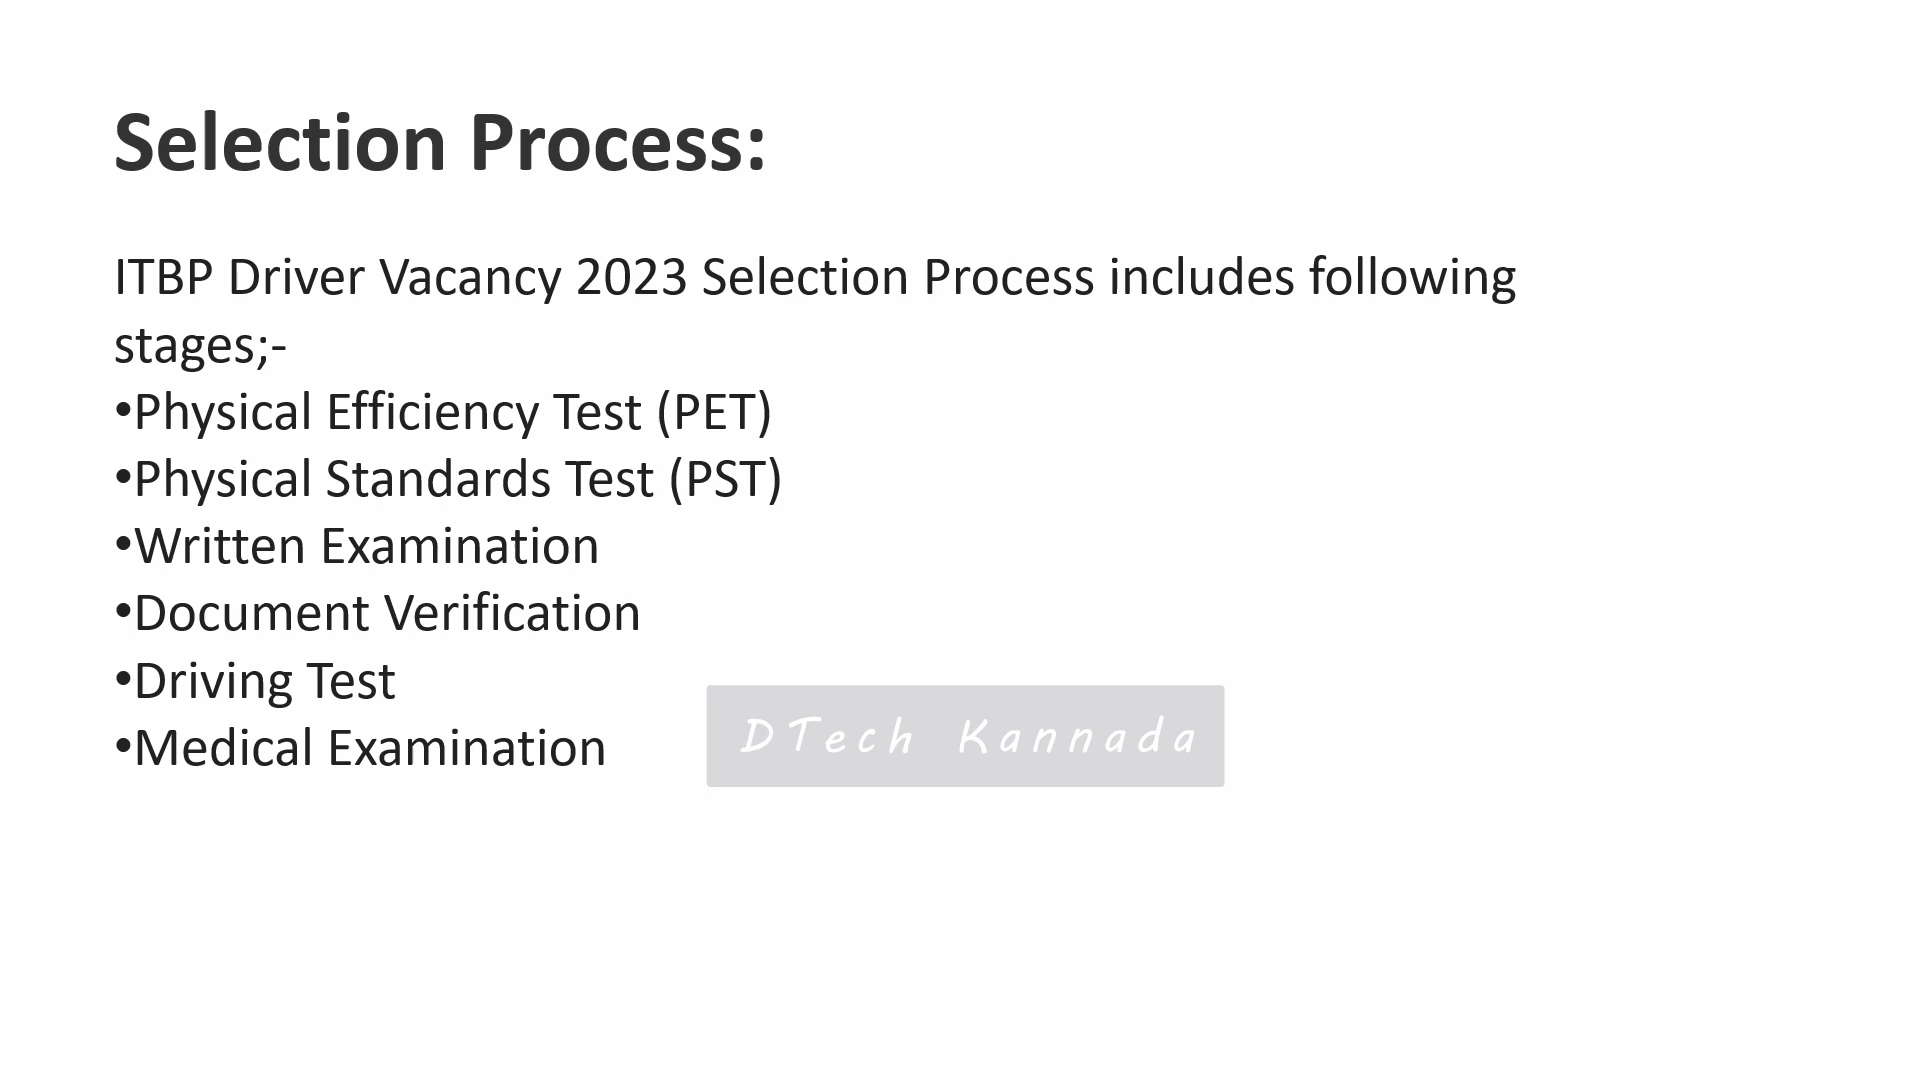 Selection Process:
ITBP Driver Vacancy 2023 Selection Process includes following
stages;-
•Physical Efficiency Test (PET)
•Physical Standards Test (PST)
•Written Examination
•Document Verification
•Driving Test
•Medical Examination
DTech Kannada